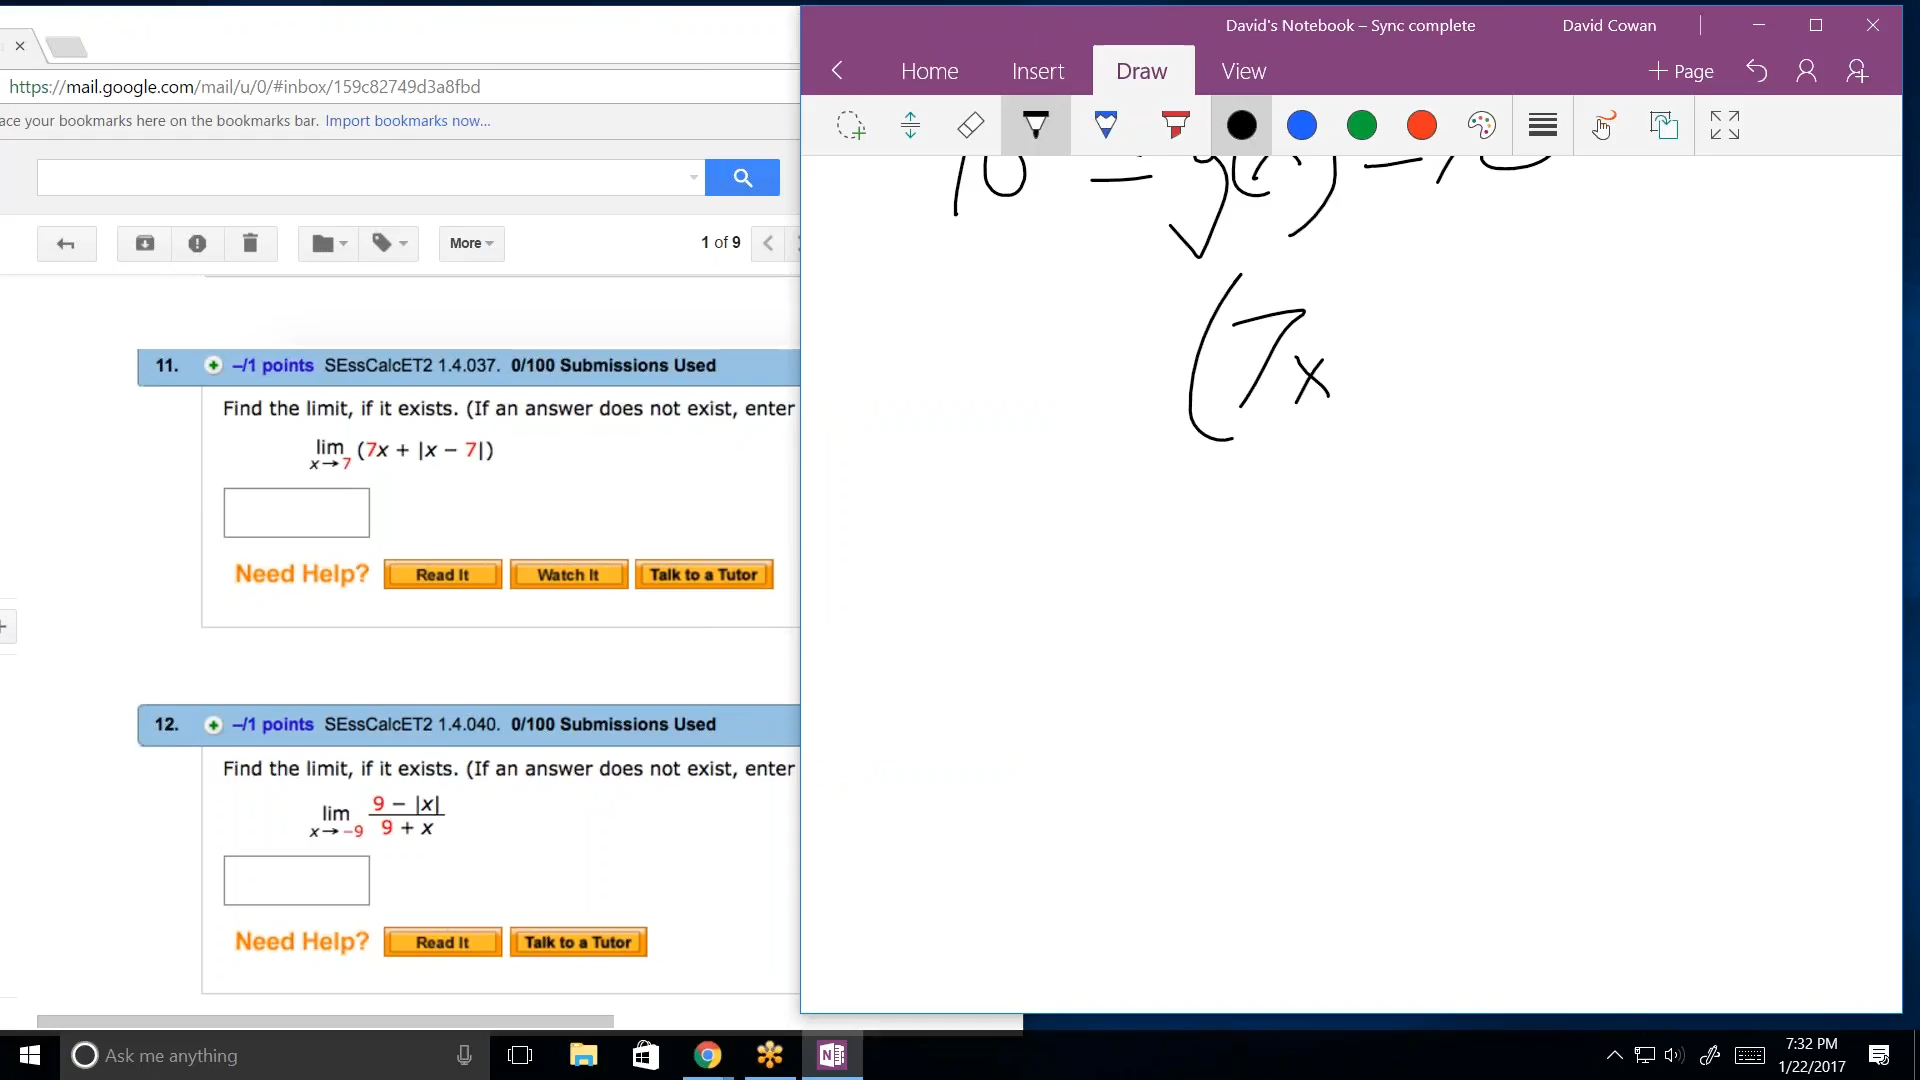 David's Notebook – Sync complete
David Cowan
Home
Insert
Draw
View
+ Page
https://mail.google.com/mail/u/0/#inbox/159c82749d3a8fbd
ace your bookmarks here on the bookmarks bar. Import bookmarks now...
More
1 of 9
(7x
11. –/1 points SEssCalcET2 1.4.037. 0/100 Submissions Used
Find the limit, if it exists. (If an answer does not exist, enter
lim (7x + |x − 7|)
x→7
Need Help? Read It Watch It Talk to a Tutor
12. –/1 points SEssCalcET2 1.4.040. 0/100 Submissions Used
Find the limit, if it exists. (If an answer does not exist, enter
lim 9 − |x|
x→−9 9 + x
Need Help? Read It Talk to a Tutor
Ask me anything
N
7:32 PM
1/22/2017